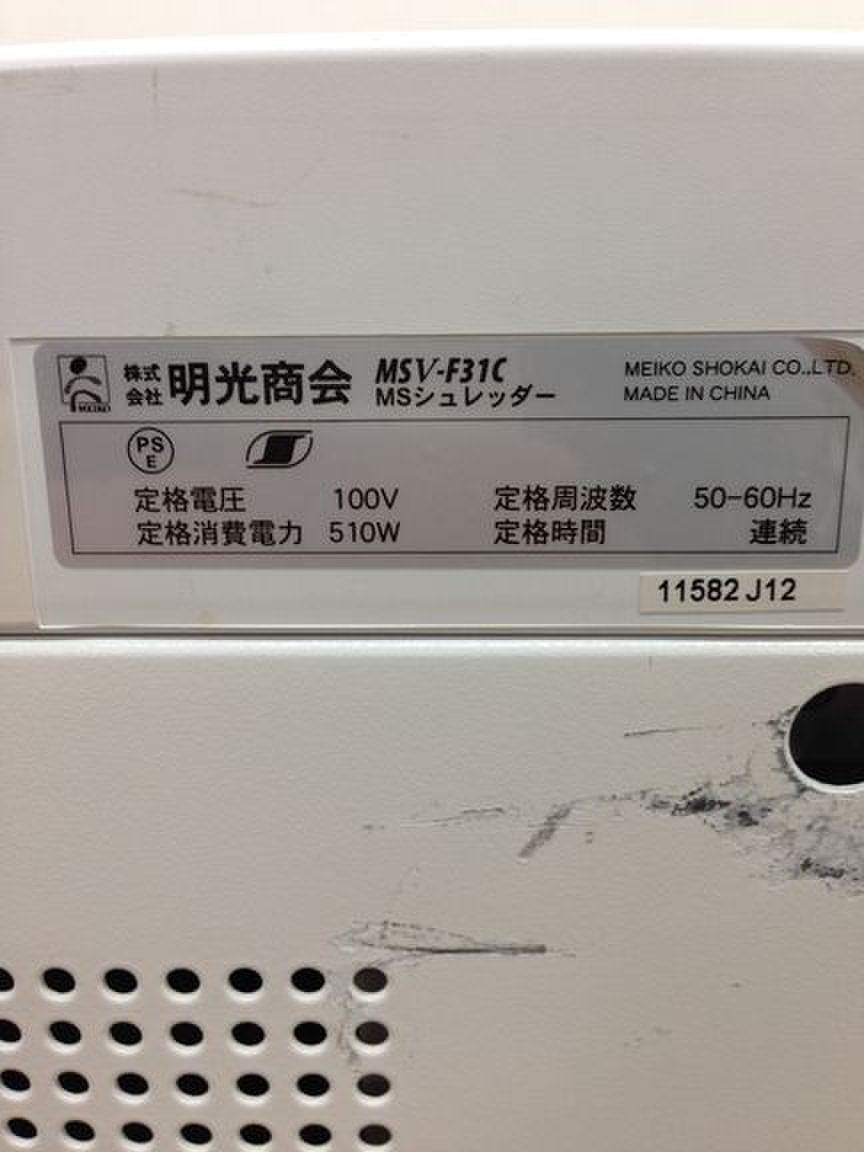 MEIKO
株式会社 明光商会 MSV-F31C MEIKO SHOKAI CO.,LTD.
MSシュレッダー MADE IN CHINA
PS
E
定格電圧 100V 定格周波数 50-60Hz
定格消費電力 510W 定格時間 連続
11582 J12